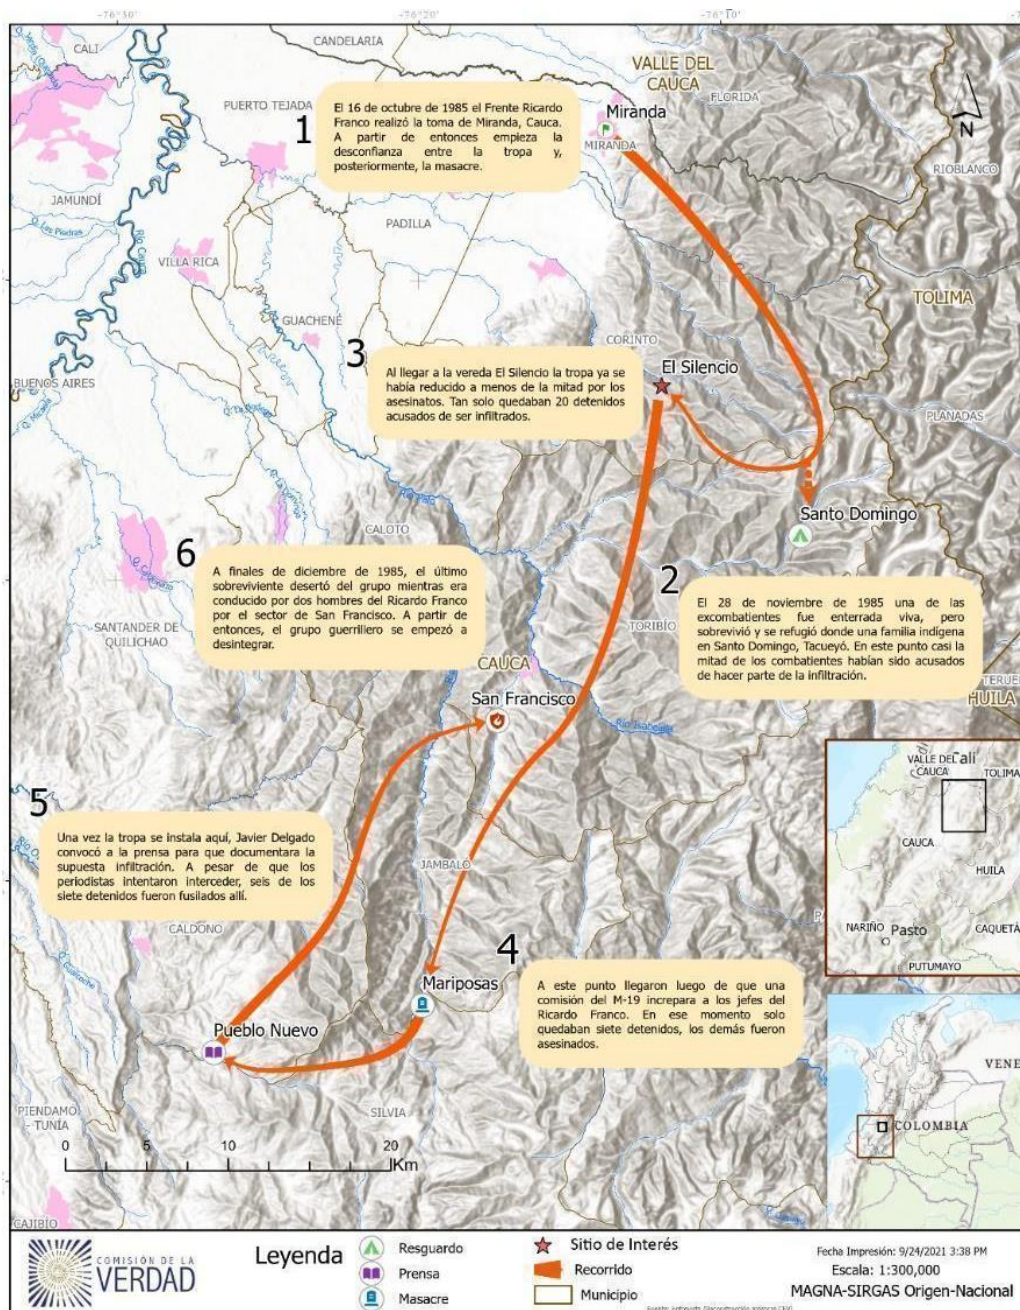 -76°30'
-76°20'
-76°10'
CALI
CANDELARIA
VALLE DEL
CAUCA
FLORIDA
PUERTO TEJADA
Miranda
MIRANDA
N
1
El 16 de octubre de 1985 el Frente Ricardo
Franco realizó la toma de Miranda, Cauca.
A partir de entonces empieza la
desconfianza entre la tropa y,
posteriormente, la masacre.
RIOBLANCO
JAMUNDÍ
Q. Las Piedras
Río Cauca
PADILLA
VILLA RICA
GUACHENÉ
TOLIMA
CORINTO
3
Al llegar a la vereda El Silencio la tropa ya se
había reducido a menos de la mitad por los
asesinatos. Tan solo quedaban 20 detenidos
acusados de ser infiltrados.
El Silencio
BUENOS AIRES
PLANADAS
Río Palo
Santo Domingo
CALOTO
6
A finales de diciembre de 1985, el último
sobreviviente desertó del grupo mientras era
conducido por dos hombres del Ricardo Franco
por el sector de San Francisco. A partir de
entonces, el grupo guerrillero se empezó a
desintegrar.
2
El 28 de noviembre de 1985 una de las
excombatientes fue enterrada viva, pero
sobrevivió y se refugió donde una familia indígena
en Santo Domingo, Tacueyó. En este punto casi la
mitad de los combatientes habían sido acusados
de hacer parte de la infiltración.
SANTANDER DE
QUILICHAO
TORIBÍO
CAUCA
San Francisco
TERUEL
HUILA
Río Isabelilla
5
Una vez la tropa se instala aquí, Javier Delgado
convocó a la prensa para que documentara la
supuesta infiltración. A pesar de que los
periodistas intentaron interceder, seis de los
siete detenidos fueron fusilados allí.
JAMBALO
CALDONO
4
A este punto llegaron luego de que una
comisión del M-19 increpara a los jefes del
Ricardo Franco. En ese momento solo
quedaban siete detenidos, los demás fueron
asesinados.
Mariposas
Pueblo Nuevo
PIENDAMO
- TUNÍA
SILVIA
CAJIBÍO
0
5
10
20
Km
VALLE DEL
CAUCA
Cali
TOLIMA
CAUCA
HUILA
NARIÑO
Pasto
CAQUETÁ
PUTUMAYO
VENE
COLOMBIA
COMISIÓN DE LA
VERDAD
Leyenda
Resguardo
Prensa
Masacre
Sitio de Interés
Recorrido
Municipio
Fecha Impresión: 9/24/2021 3:38 PM
Escala: 1:300,000
MAGNA-SIRGAS Origen-Nacional